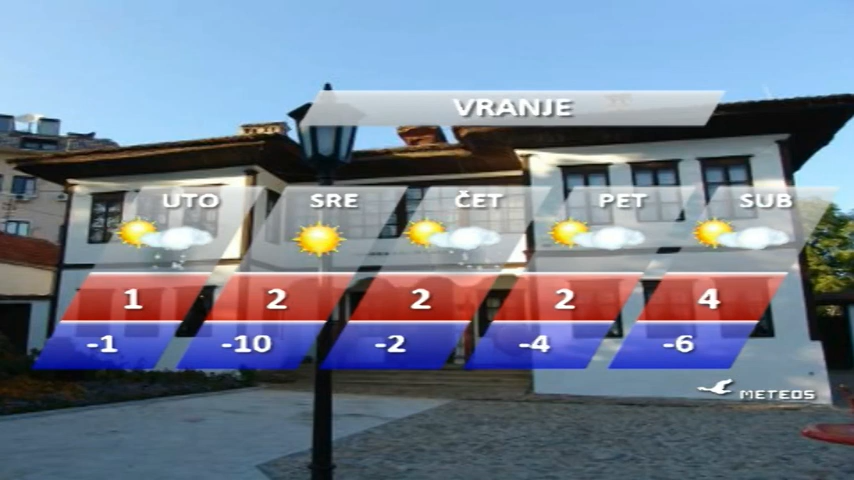 VRANJE
UTO SRE ČET PET SUB
1 2 2 2 4
-1 -10 -2 -4 -6
METEOS